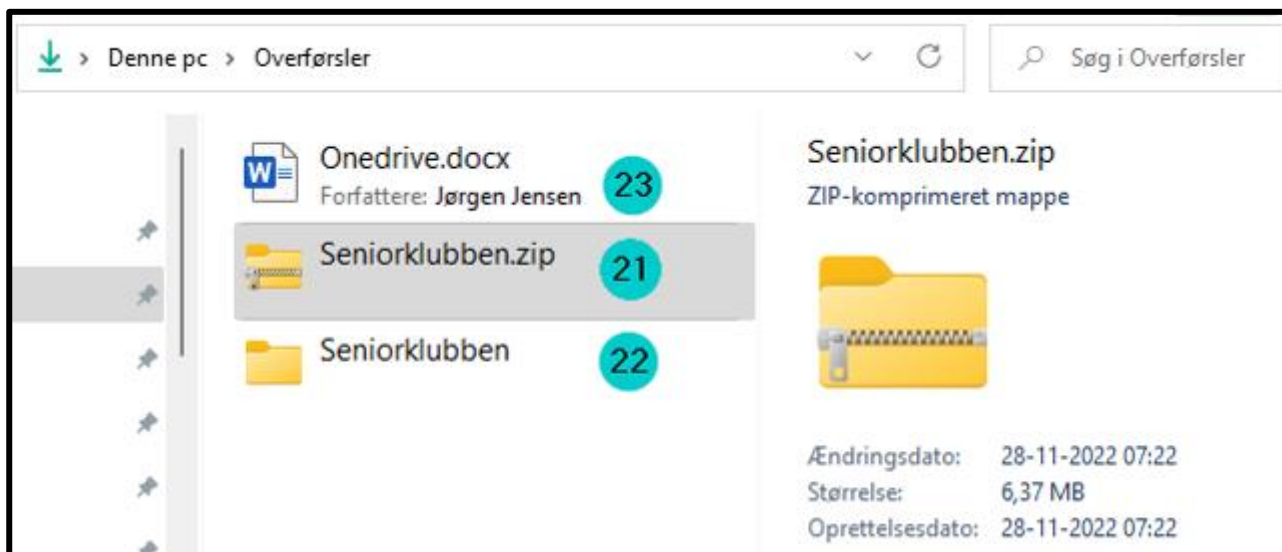 Denne pc > Overførsler
Søg i Overførsler
Onedrive.docx
Forfattere: Jørgen Jensen
23
Seniorklubben.zip
21
Seniorklubben
22
Seniorklubben.zip
ZIP-komprimeret mappe
Ændringsdato: 28-11-2022 07:22
Størrelse: 6,37 MB
Oprettelsesdato: 28-11-2022 07:22